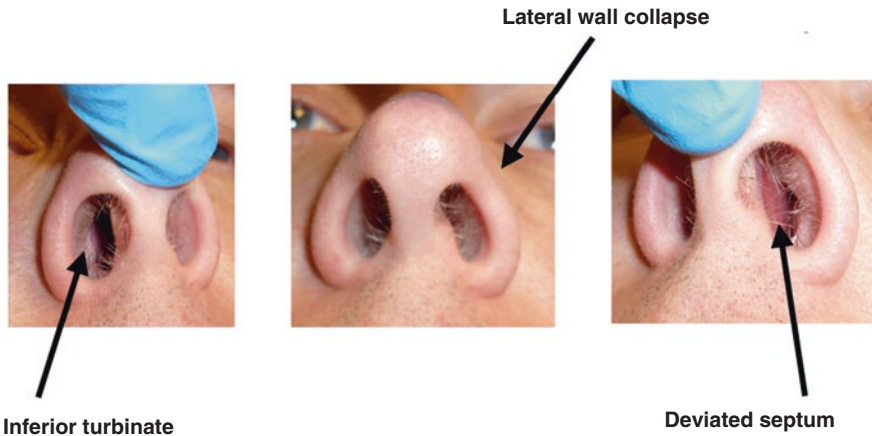 Lateral wall collapse
Inferior turbinate
Deviated septum